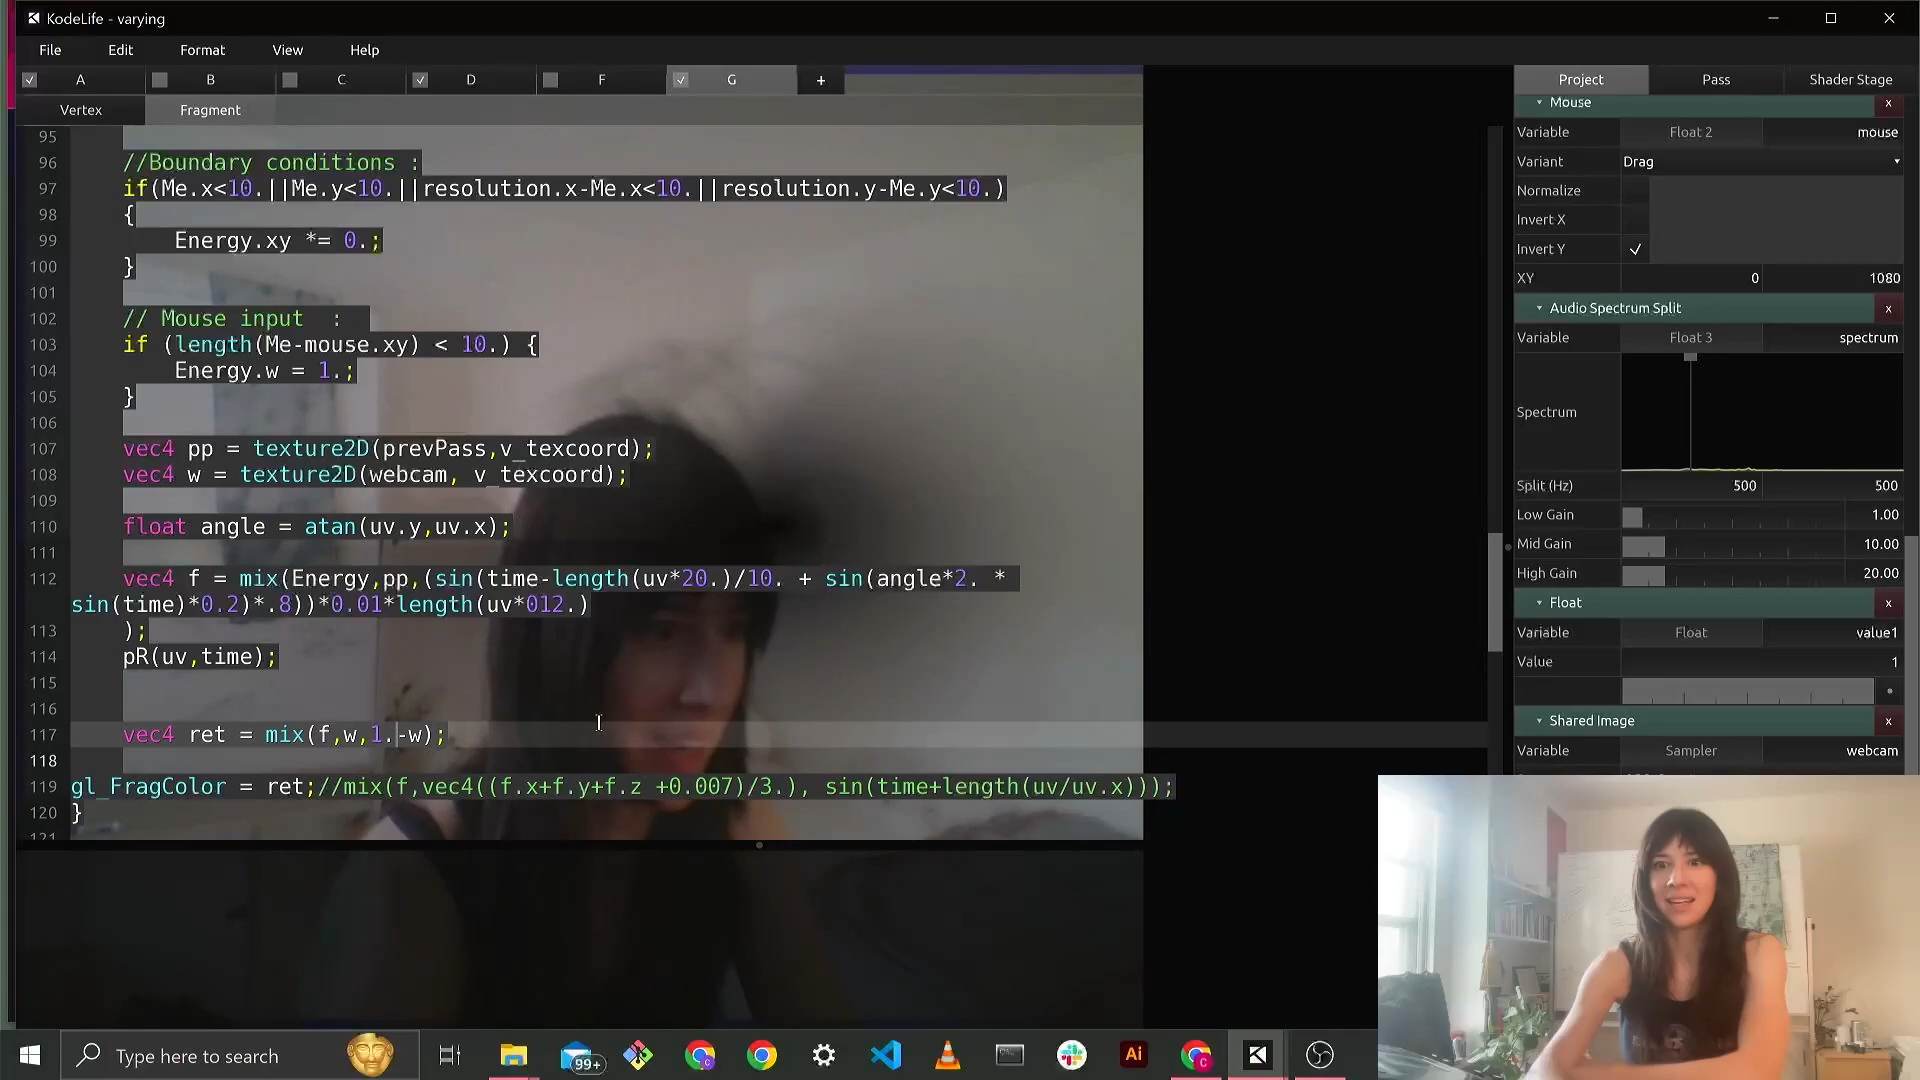 KodeLife - varying
File Edit Format View Help
A B C D F G +
Project Pass Shader Stage
Vertex Fragment
95
96 //Boundary conditions :
97 if(Me.x<10.||Me.y<10.||resolution.x-Me.x<10.||resolution.y-Me.y<10.)
98 {
99 Energy.xy *= 0.;
100 }
101
102 // Mouse input :
103 if (length(Me-mouse.xy) < 10.) {
104 Energy.w = 1.;
105 }
106
107 vec4 pp = texture2D(prevPass,v_texcoord);
108 vec4 w = texture2D(webcam, v_texcoord);
109
110 float angle = atan(uv.y,uv.x);
111
112 vec4 f = mix(Energy,pp,(sin(time-length(uv*20.)/10. + sin(angle*2. *
sin(time)*0.2)*.8))*0.01*length(uv*012.)
113 );
114 pR(uv,time);
115
116
117 vec4 ret = mix(f,w,1.-w);
118
119 gl_FragColor = ret;//mix(f,vec4((f.x+f.y+f.z +0.007)/3.), sin(time+length(uv/uv.x)));
120 }
121
Mouse x
Variable Float 2 mouse
Variant Drag
Normalize
Invert X
Invert Y
XY 0 1080
Audio Spectrum Split x
Variable Float 3 spectrum
Spectrum
Split (Hz) 500 500
Low Gain 1.00
Mid Gain 10.00
High Gain 20.00
Float x
Variable Float value1
Value 1
Shared Image x
Variable Sampler webcam
Type here to search
99+
Ai